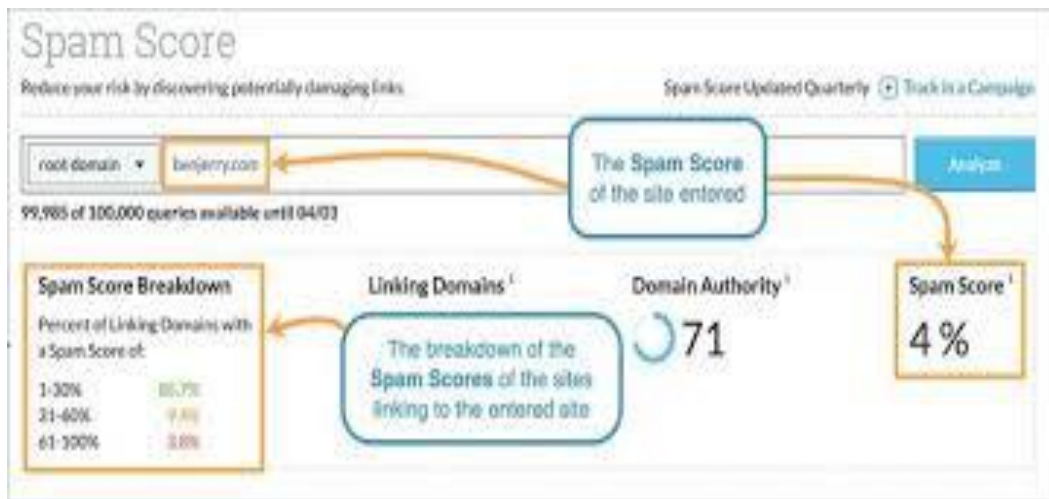 Spam Score
Reduce your risk by discovering potentially damaging links.
Spam Score Updated Quarterly Track in a Campaign
root domain benjerry.com
Analyze
The Spam Score
of the site entered
99,985 of 100,000 queries available until 04/03
Spam Score Breakdown
Percent of Linking Domains with
a Spam Score of:
1-30%
31-60%
61-100% 3.8%
Linking Domains
The breakdown of the
Spam Scores of the sites
linking to the entered site
Domain Authority
71
Spam Score
4%